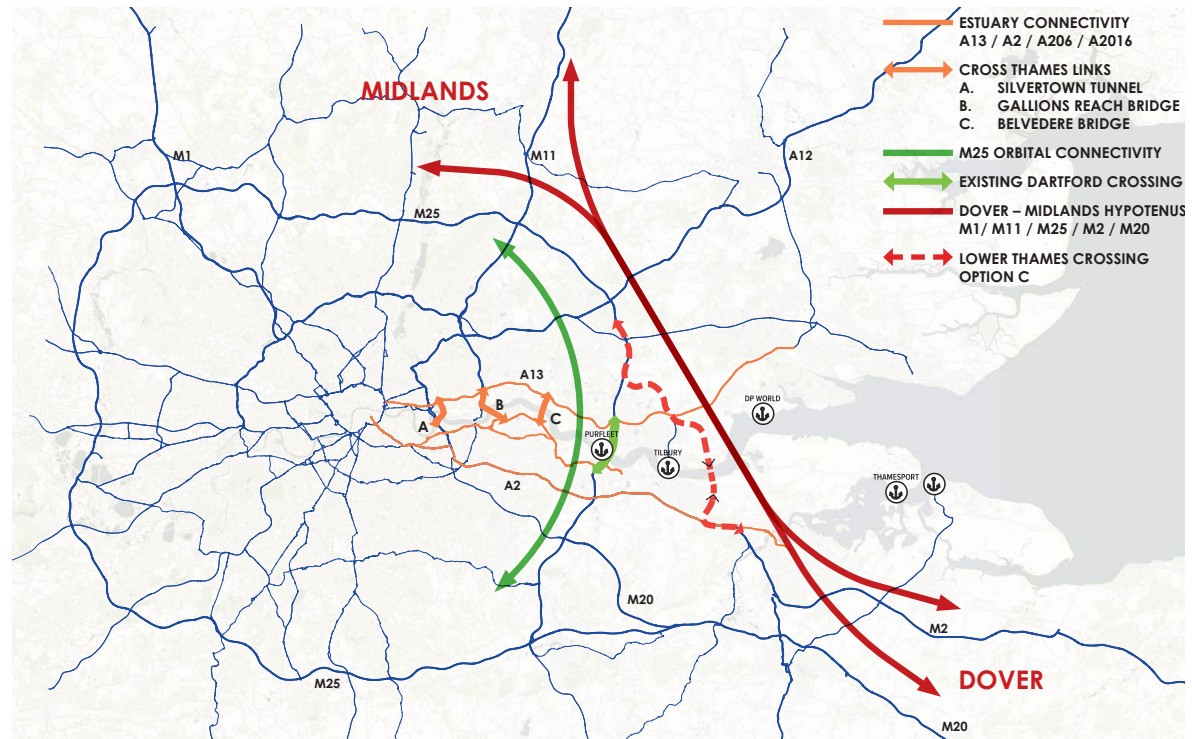 MIDLANDS
M1
M11
A12
M25
A13
A
B
C
DP WORLD
PURFLEET
TILBURY
THAMESPORT
A2
M20
M2
M25
DOVER
M20
ESTUARY CONNECTIVITY
A13 / A2 / A206 / A2016
CROSS THAMES LINKS
A. SILVERTOWN TUNNEL
B. GALLIONS REACH BRIDGE
C. BELVEDERE BRIDGE
M25 ORBITAL CONNECTIVITY
EXISTING DARTFORD CROSSING
DOVER – MIDLANDS HYPOTENUS
M1/ M11 / M25 / M2 / M20
LOWER THAMES CROSSING
OPTION C